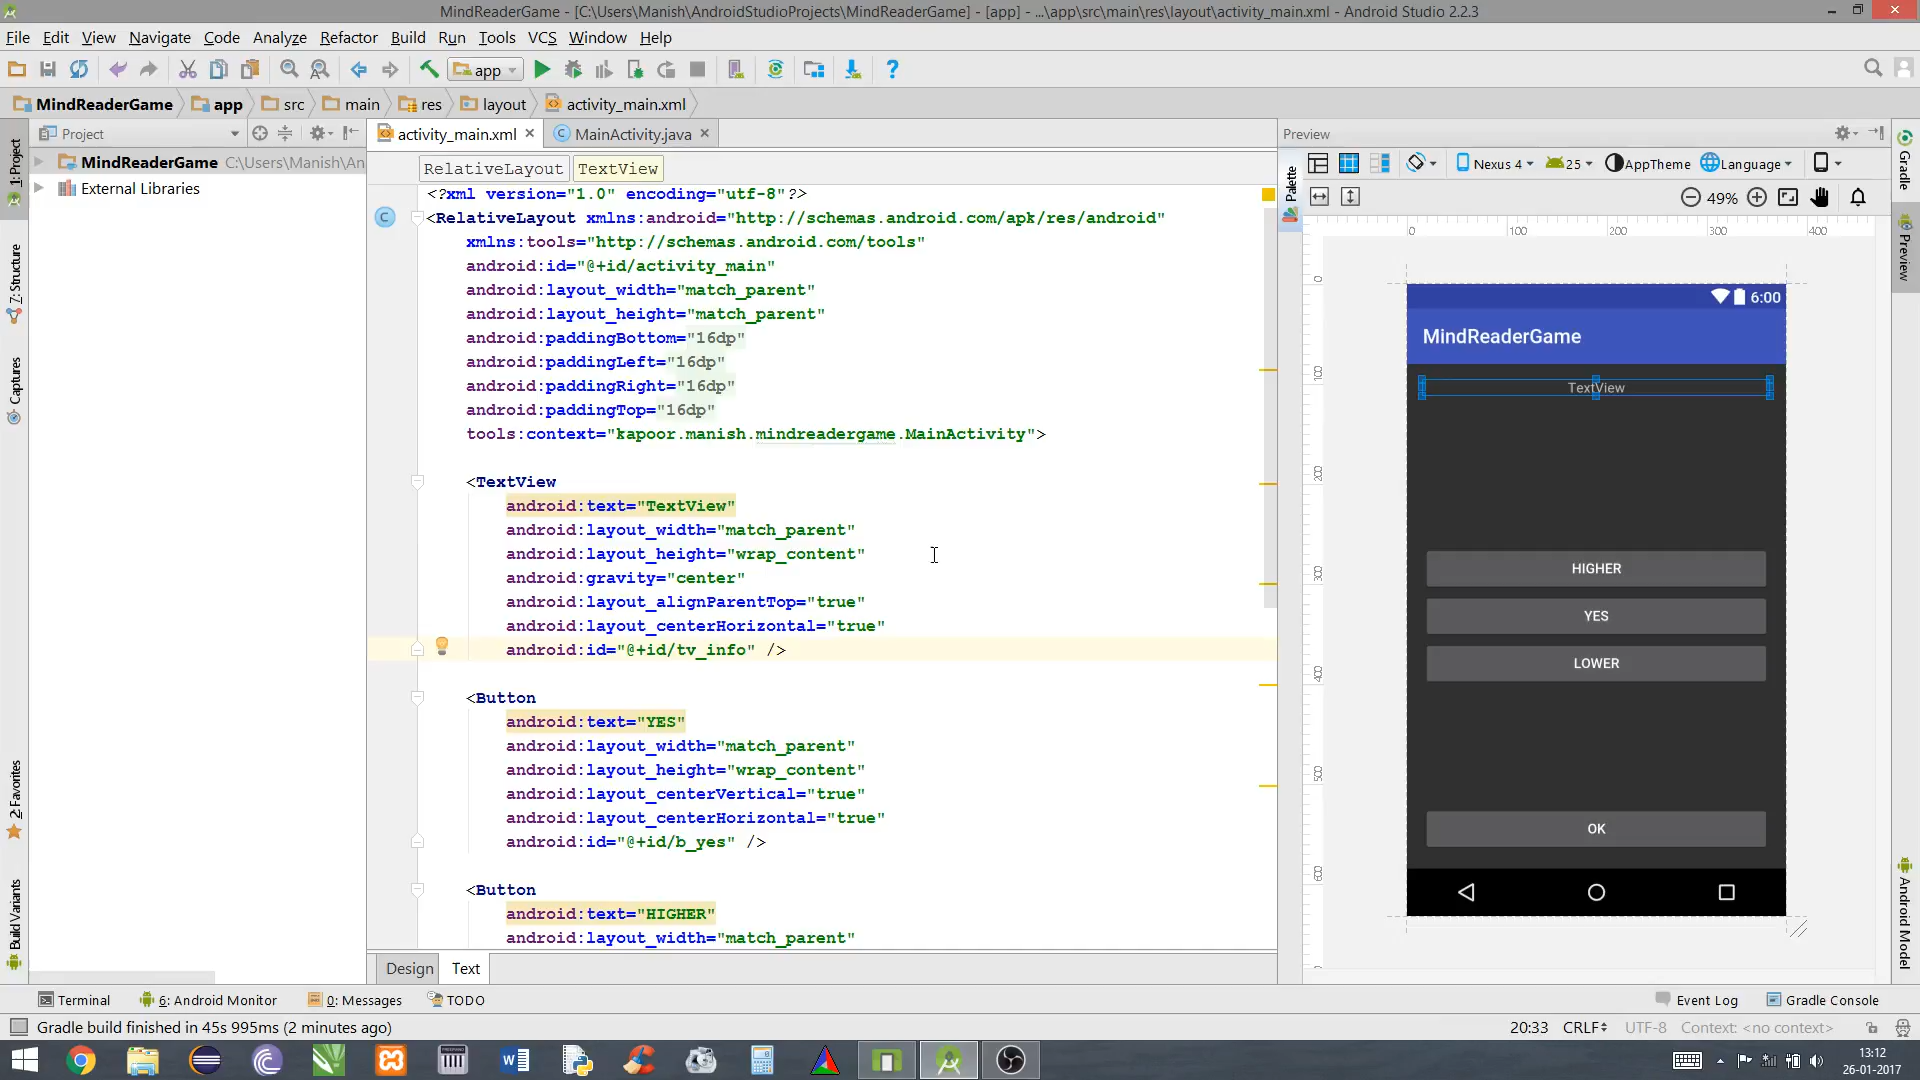 MindReaderGame - [C:\Users\Manish\AndroidStudioProjects\MindReaderGame] - [app] - ...\app\src\main\res\layout\activity_main.xml - Android Studio 2.2.3
File Edit View Navigate Code Analyze Refactor Build Run Tools VCS Window Help
app
MindReaderGame app src main res layout activity_main.xml
Project
activity_main.xml
MainActivity.java
Preview
1: Project
7: Structure
Captures
2: Favorites
Build Variants
MindReaderGame C:\Users\Manish\An
External Libraries
RelativeLayout TextView
<?xml version="1.0" encoding="utf-8"?>
<RelativeLayout xmlns:android="http://schemas.android.com/apk/res/android"
xmlns:tools="http://schemas.android.com/tools"
android:id="@+id/activity_main"
android:layout_width="match_parent"
android:layout_height="match_parent"
android:paddingBottom="16dp"
android:paddingLeft="16dp"
android:paddingRight="16dp"
android:paddingTop="16dp"
tools:context="kapoor.manish.mindreadergame.MainActivity">
<TextView
android:text="TextView"
android:layout_width="match_parent"
android:layout_height="wrap_content"
android:gravity="center"
android:layout_alignParentTop="true"
android:layout_centerHorizontal="true"
android:id="@+id/tv_info" />
<Button
android:text="YES"
android:layout_width="match_parent"
android:layout_height="wrap_content"
android:layout_centerVertical="true"
android:layout_centerHorizontal="true"
android:id="@+id/b_yes" />
<Button
android:text="HIGHER"
android:layout_width="match_parent"
Design Text
Palette
Nexus 4 25 AppTheme Language
49%
0 100 200 300 400
0
100
200
300
400
500
600
6:00
MindReaderGame
TextView
HIGHER
YES
LOWER
OK
Gradle
Preview
Android Model
Terminal 6: Android Monitor 0: Messages TODO
Event Log Gradle Console
Gradle build finished in 45s 995ms (2 minutes ago)
20:33 CRLF UTF-8 Context: <no context>
13:12
26-01-2017